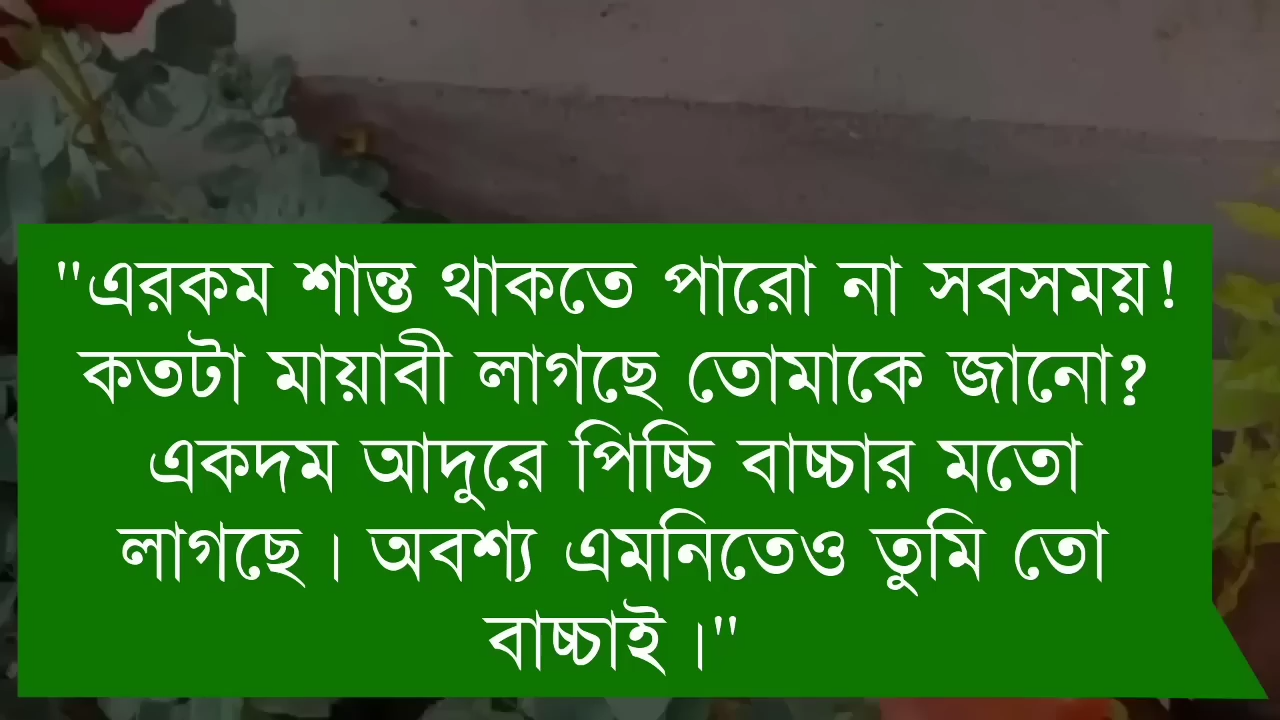 "এরকম শান্ত থাকতে পারো না সবসময়!
কতটা মায়াবী লাগছে তোমাকে জানো?
একদম আদুরে পিচ্চি বাচ্চার মতো
লাগছে। অবশ্য এমনিতেও তুমি তো
বাচ্চাই।"